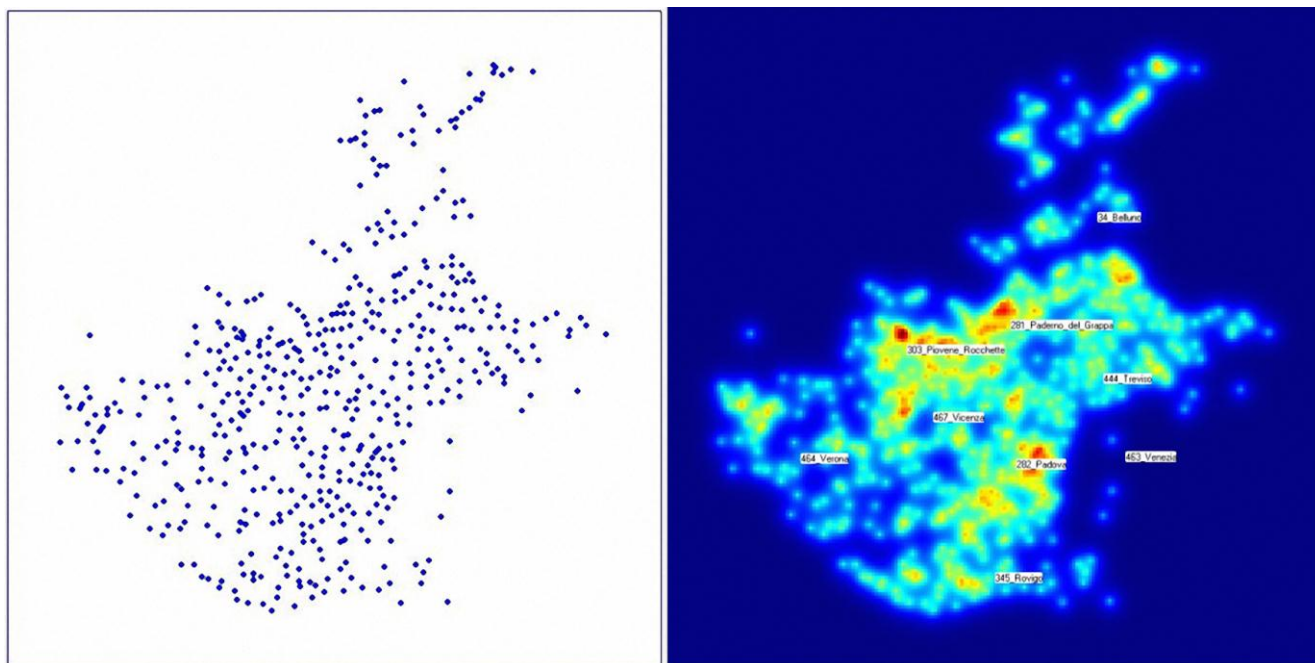 34_Belluno
281_Paderno_del_Grappa
303_Piovene_Rocchette
444_Treviso
467_Vicenza
464_Verona
463_Venezia
282_Padova
345_Rovigo